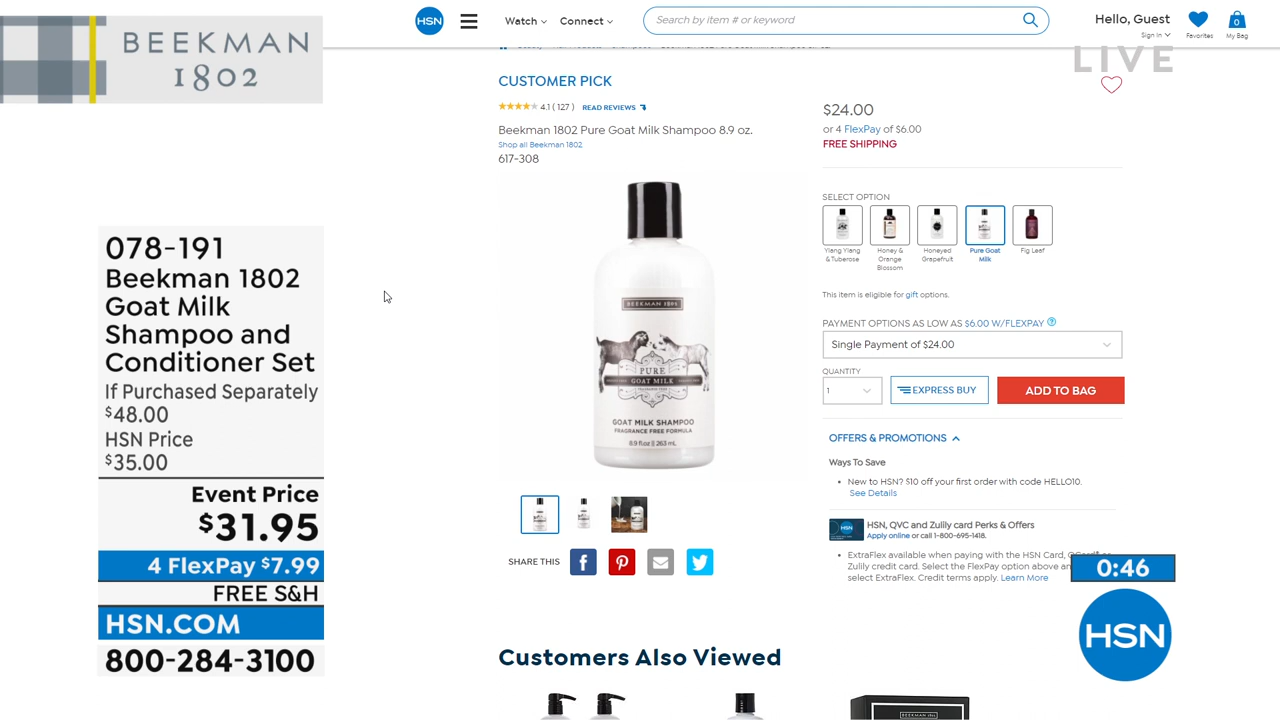 HSN
Watch
Connect
Search by item # or keyword
Hello, Guest
Sign in
Favorites
0
My Bag
BEEKMAN
1802
LIVE
CUSTOMER PICK
4.1 (127)
READ REVIEWS
Beekman 1802 Pure Goat Milk Shampoo 8.9 oz.
Shop all Beekman 1802
617-308
$24.00
or 4 FlexPay of $6.00
FREE SHIPPING
SELECT OPTION
Ylang Ylang & Tuberose
Honey & Orange Blossom
Honeyed Grapefruit
Pure Goat Milk
Fig Leaf
This item is eligible for gift options.
PAYMENT OPTIONS AS LOW AS $6.00 W/FLEXPAY
Single Payment of $24.00
QUANTITY
1
EXPRESS BUY
ADD TO BAG
OFFERS & PROMOTIONS
Ways To Save
New to HSN? $10 off your first order with code HELLO10.
See Details
HSN, QVC and Zulily card Perks & Offers
Apply online or call 1-800-695-1418.
ExtraFlex available when paying with the HSN Card,
Zulily credit card. Select the FlexPay option above
select ExtraFlex. Credit terms apply. Learn More
BEEKMAN 1802
PURE
GOAT MILK
GOAT MILK SHAMPOO
FRAGRANCE FREE FORMULA
8.9 fl oz || 263 mL
SHARE THIS
078-191
Beekman 1802
Goat Milk
Shampoo and
Conditioner Set
If Purchased Separately
$48.00
HSN Price
$35.00
Event Price
$31.95
4 FlexPay $7.99
FREE S&H
HSN.COM
800-284-3100
0:46
HSN
Customers Also Viewed
BEEKMAN 1802